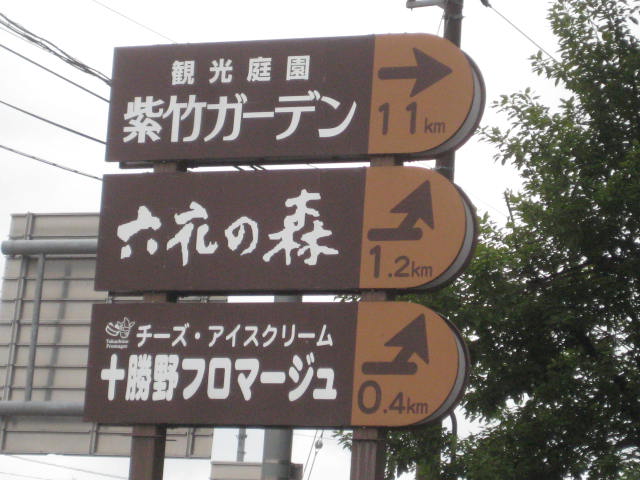 観光庭園
紫竹ガーデン
11km
六花の森
1.2km
チーズ・アイスクリーム
十勝野フロマージュ
0.4km